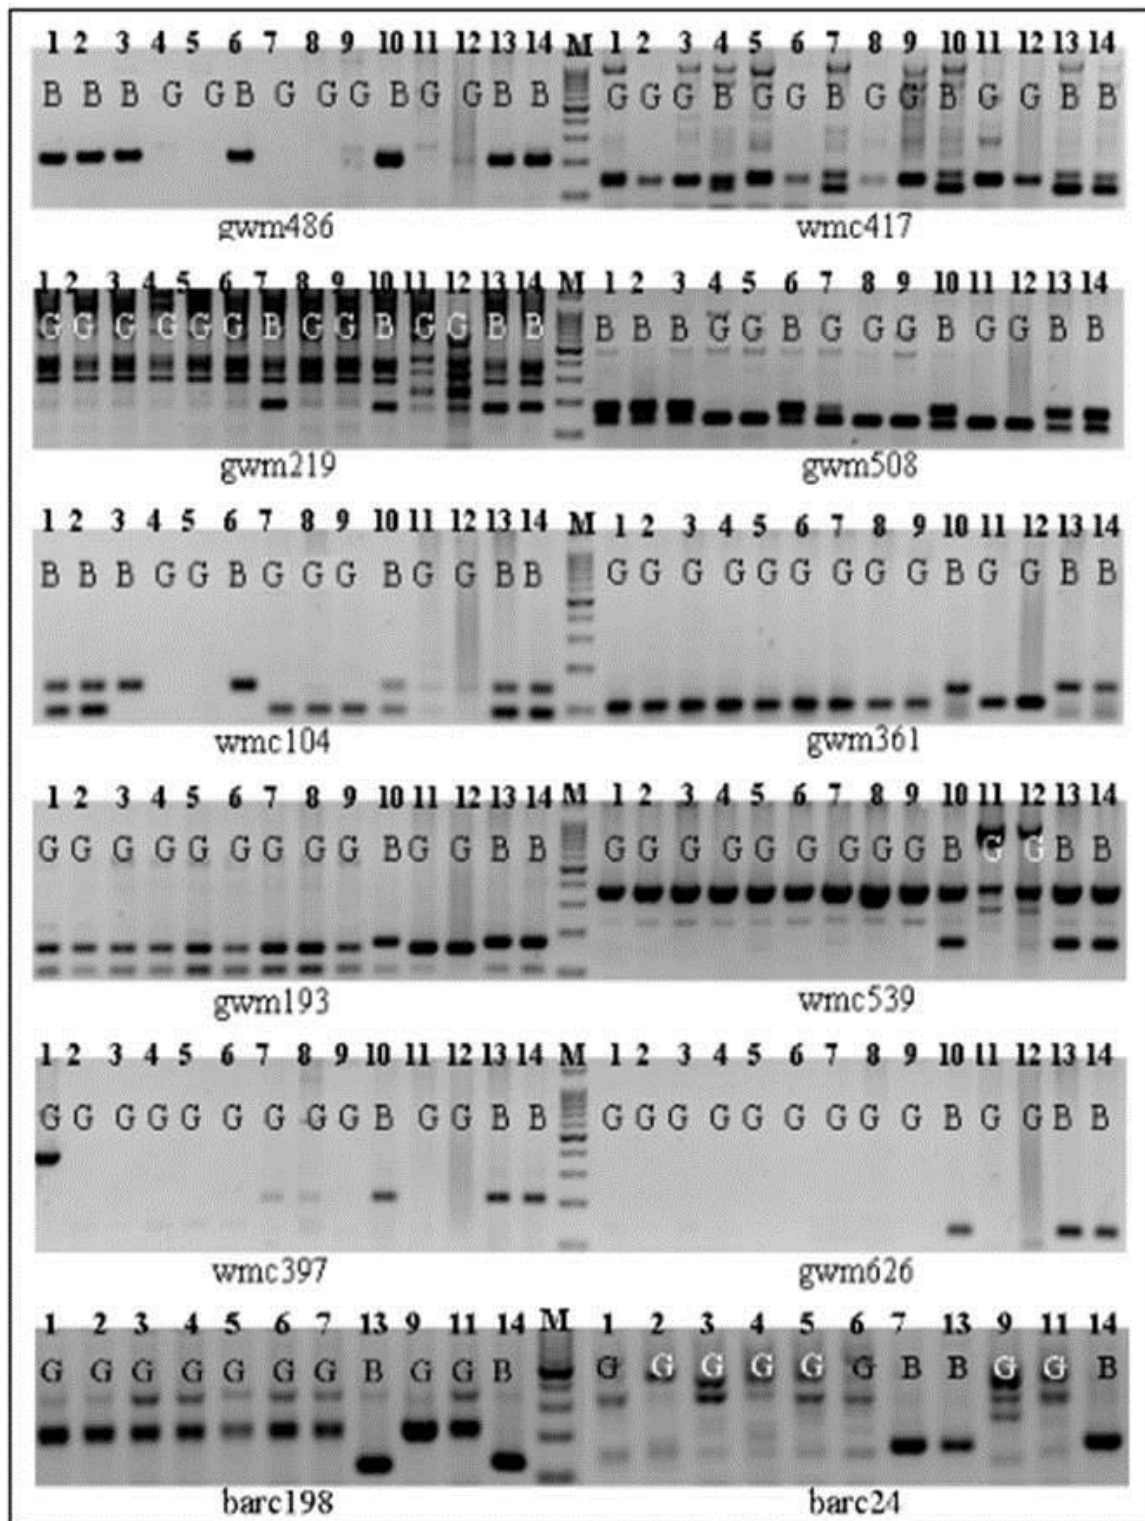 1 2 3 4 5 6 7 8 9 10 11 12 13 14 M 1 2 3 4 5 6 7 8 9 10 11 12 13 14
B B B G G B G G G B G G B B G G G B G G B G G B G G B B
gwm486 wmc417
1 2 3 4 5 6 7 8 9 10 11 12 13 14 M 1 2 3 4 5 6 7 8 9 10 11 12 13 14
G G G G G G B G G B G G B B B B B G G B G G G B G G B B
gwm219 gwm508
1 2 3 4 5 6 7 8 9 10 11 12 13 14 M 1 2 3 4 5 6 7 8 9 10 11 12 13 14
B B B G G B G G G B G G B B G G G G G G G G G B G G B B
wmc104 gwm361
1 2 3 4 5 6 7 8 9 10 11 12 13 14 M 1 2 3 4 5 6 7 8 9 10 11 12 13 14
G G G G G G G G G B G G B B G G G G G G G G G B G G B B
gwm193 wmc539
1 2 3 4 5 6 7 8 9 10 11 12 13 14 M 1 2 3 4 5 6 7 8 9 10 11 12 13 14
G G G G G G G G G B G G B B G G G G G G G G G B G G B B
wmc397 gwm626
1 2 3 4 5 6 7 13 9 11 14 M 1 2 3 4 5 6 7 13 9 11 14
G G G G G G G B G G B G G G G G G B B G G B
barc198 barc24